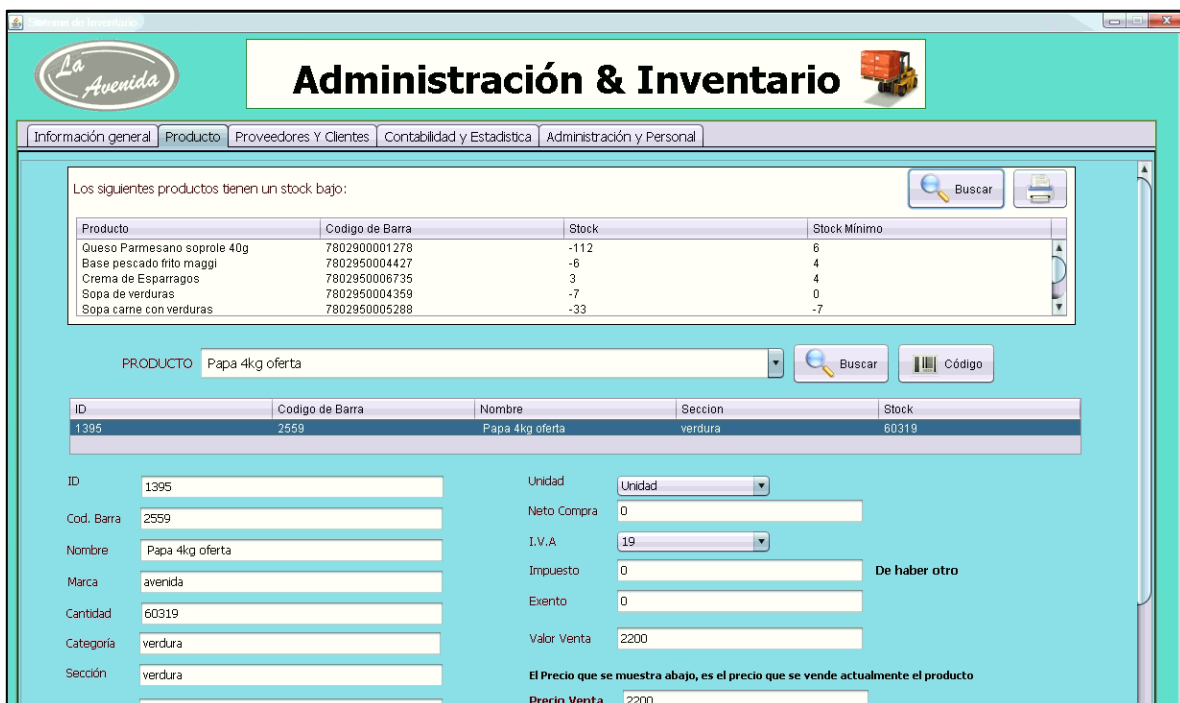 Sistema de Inventario
La Avenida
Administración & Inventario
Información general Producto Proveedores Y Clientes Contabilidad y Estadistica Administración y Personal
Los siguientes productos tienen un stock bajo: Buscar
Producto Codigo de Barra Stock Stock Mínimo
Queso Parmesano soprole 40g 7802900001278 -112 6
Base pescado frito maggi 7802950004427 -6 4
Crema de Esparragos 7802950006735 3 4
Sopa de verduras 7802950004359 -7 0
Sopa carne con verduras 7802950005288 -33 -7
PRODUCTO Papa 4kg oferta Buscar Código
ID Codigo de Barra Nombre Seccion Stock
1395 2559 Papa 4kg oferta verdura 60319
ID 1395 Unidad Unidad
Cod. Barra 2559 Neto Compra 0
Nombre Papa 4kg oferta I.V.A 19
Marca avenida Impuesto 0 De haber otro
Cantidad 60319 Exento 0
Categoría verdura Valor Venta 2200
Sección verdura El Precio que se muestra abajo, es el precio que se vende actualmente el producto
Precio Venta 2200